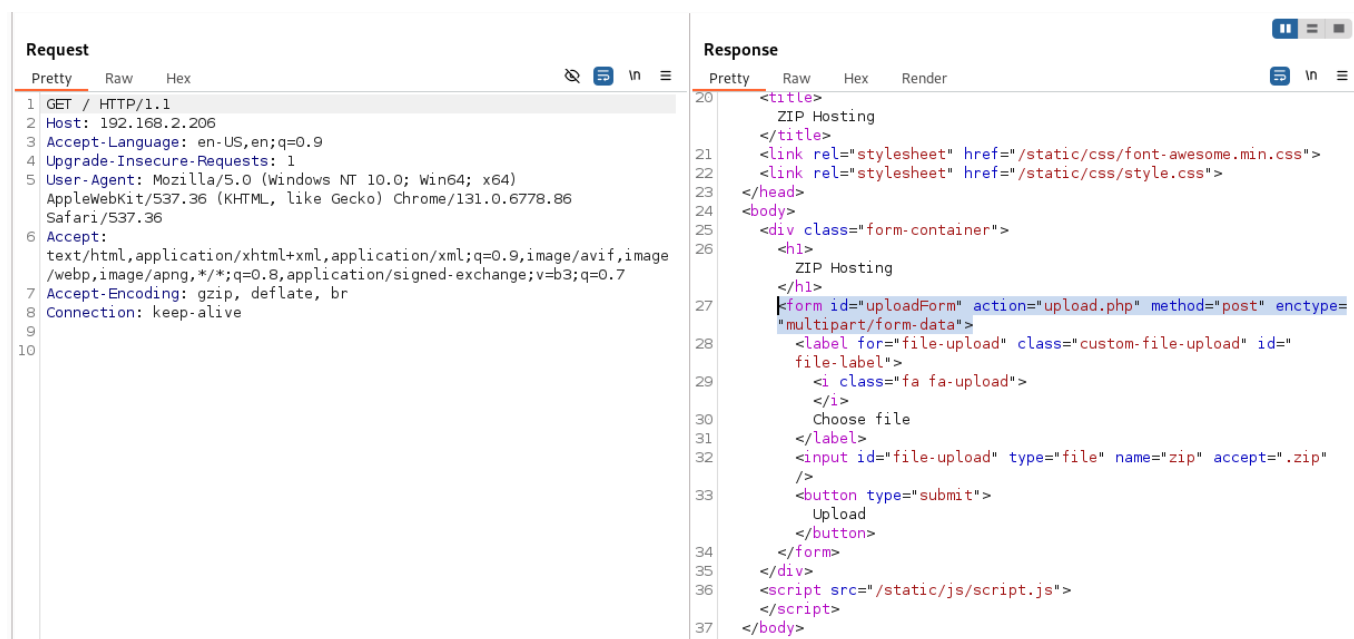 Request
Pretty Raw Hex \n
1 GET / HTTP/1.1
2 Host: 192.168.2.206
3 Accept-Language: en-US,en;q=0.9
4 Upgrade-Insecure-Requests: 1
5 User-Agent: Mozilla/5.0 (Windows NT 10.0; Win64; x64)
AppleWebKit/537.36 (KHTML, like Gecko) Chrome/131.0.6778.86
Safari/537.36
6 Accept:
text/html,application/xhtml+xml,application/xml;q=0.9,image/avif,image
/webp,image/apng,*/*;q=0.8,application/signed-exchange;v=b3;q=0.7
7 Accept-Encoding: gzip, deflate, br
8 Connection: keep-alive
9
10
Response
Pretty Raw Hex Render \n
20 <title>
ZIP Hosting
</title>
21 <link rel="stylesheet" href="/static/css/font-awesome.min.css">
22 <link rel="stylesheet" href="/static/css/style.css">
23 </head>
24 <body>
25 <div class="form-container">
26 <h1>
ZIP Hosting
</h1>
27 <form id="uploadForm" action="upload.php" method="post" enctype=
"multipart/form-data">
28 <label for="file-upload" class="custom-file-upload" id="
file-label">
29 <i class="fa fa-upload">
</i>
30 Choose file
31 </label>
32 <input id="file-upload" type="file" name="zip" accept=".zip"
/>
33 <button type="submit">
Upload
</button>
34 </form>
35 </div>
36 <script src="/static/js/script.js">
</script>
37 </body>